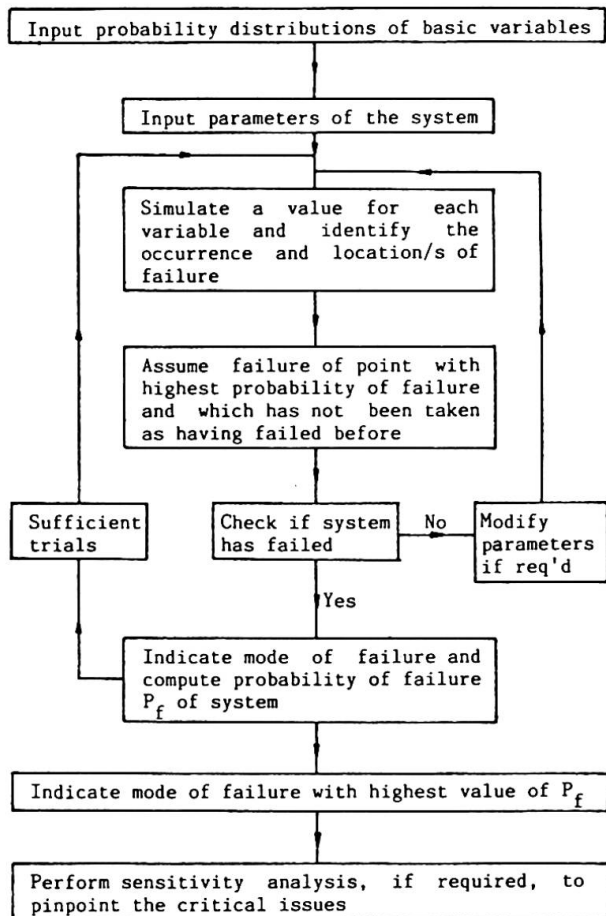 Input probability distributions of basic variables
Input parameters of the system
Simulate a value for each
variable and identify the
occurrence and location/s of
failure
Assume failure of point with
highest probability of failure
and which has not been taken
as having failed before
Sufficient
trials
Check if system
has failed
No
Modify
parameters
if req'd
Yes
Indicate mode of failure and
compute probability of failure
P_f of system
Indicate mode of failure with highest value of P_f
Perform sensitivity analysis, if required, to
pinpoint the critical issues